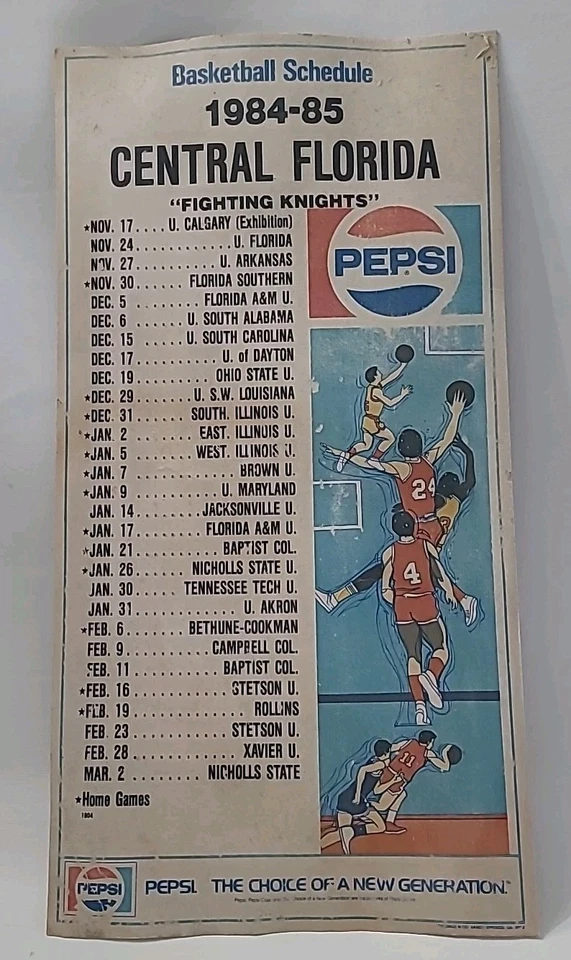 Basketball Schedule
1984-85
CENTRAL FLORIDA
"FIGHTING KNIGHTS"
★NOV. 17....U. CALGARY (Exhibition)
NOV. 24............U. FLORIDA
NOV. 27...........U. ARKANSAS
★NOV. 30.......FLORIDA SOUTHERN
DEC. 5........FLORIDA A&M U.
DEC. 6......U. SOUTH ALABAMA
DEC. 15......U. SOUTH CAROLINA
DEC. 17...........U. of DAYTON
DEC. 19.........OHIO STATE U.
★DEC. 29.......U. S.W. LOUISIANA
★DEC. 31.......SOUTH. ILLINOIS U.
★JAN. 2........EAST. ILLINOIS U.
★JAN. 5.......WEST. ILLINOIS U.
★JAN. 7..............BROWN U.
★JAN. 9...........U. MARYLAND
JAN. 14.......JACKSONVILLE U.
★JAN. 17........FLORIDA A&M U.
★JAN. 21..........BAPTIST COL.
★JAN. 26.......NICHOLLS STATE U.
JAN. 30.....TENNESSEE TECH U.
JAN. 31..............U. AKRON
★FEB. 6.......BETHUNE-COOKMAN
FEB. 9.........CAMPBELL COL.
FEB. 11..........BAPTIST COL.
★FEB. 16...........STETSON U.
★FEB. 19..............ROLLINS
FEB. 23............STETSON U.
FEB. 28.............XAVIER U.
MAR. 2........NICHOLLS STATE
★Home Games
1984
PEPSI
24
4
11
PEPSI
PEPSI. THE CHOICE OF A NEW GENERATION.™